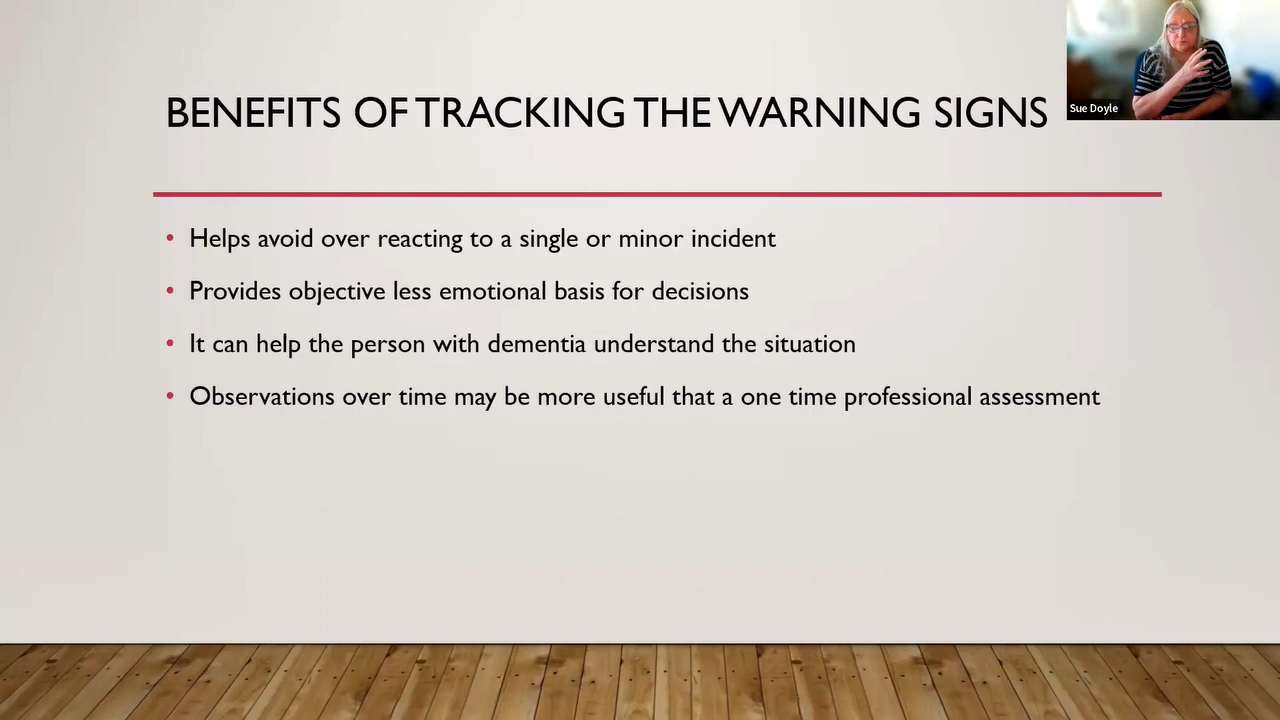 BENEFITS OF TRACKING THE WARNING SIGNS
Sue Doyle
• Helps avoid over reacting to a single or minor incident
• Provides objective less emotional basis for decisions
• It can help the person with dementia understand the situation
• Observations over time may be more useful that a one time professional assessment